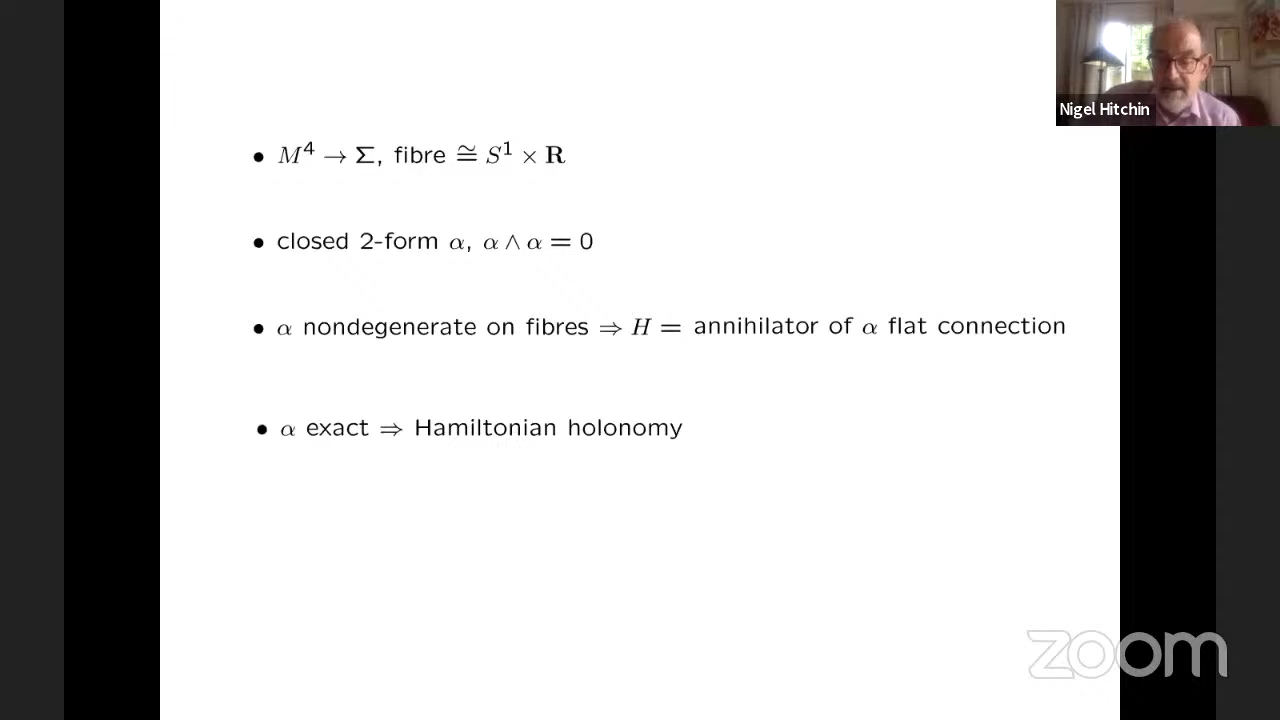 Nigel Hitchin
• M⁴ → Σ, fibre ≅ S¹ × R
• closed 2-form α, α ∧ α = 0
• α nondegenerate on fibres ⇒ H = annihilator of α flat connection
• α exact ⇒ Hamiltonian holonomy
zoom